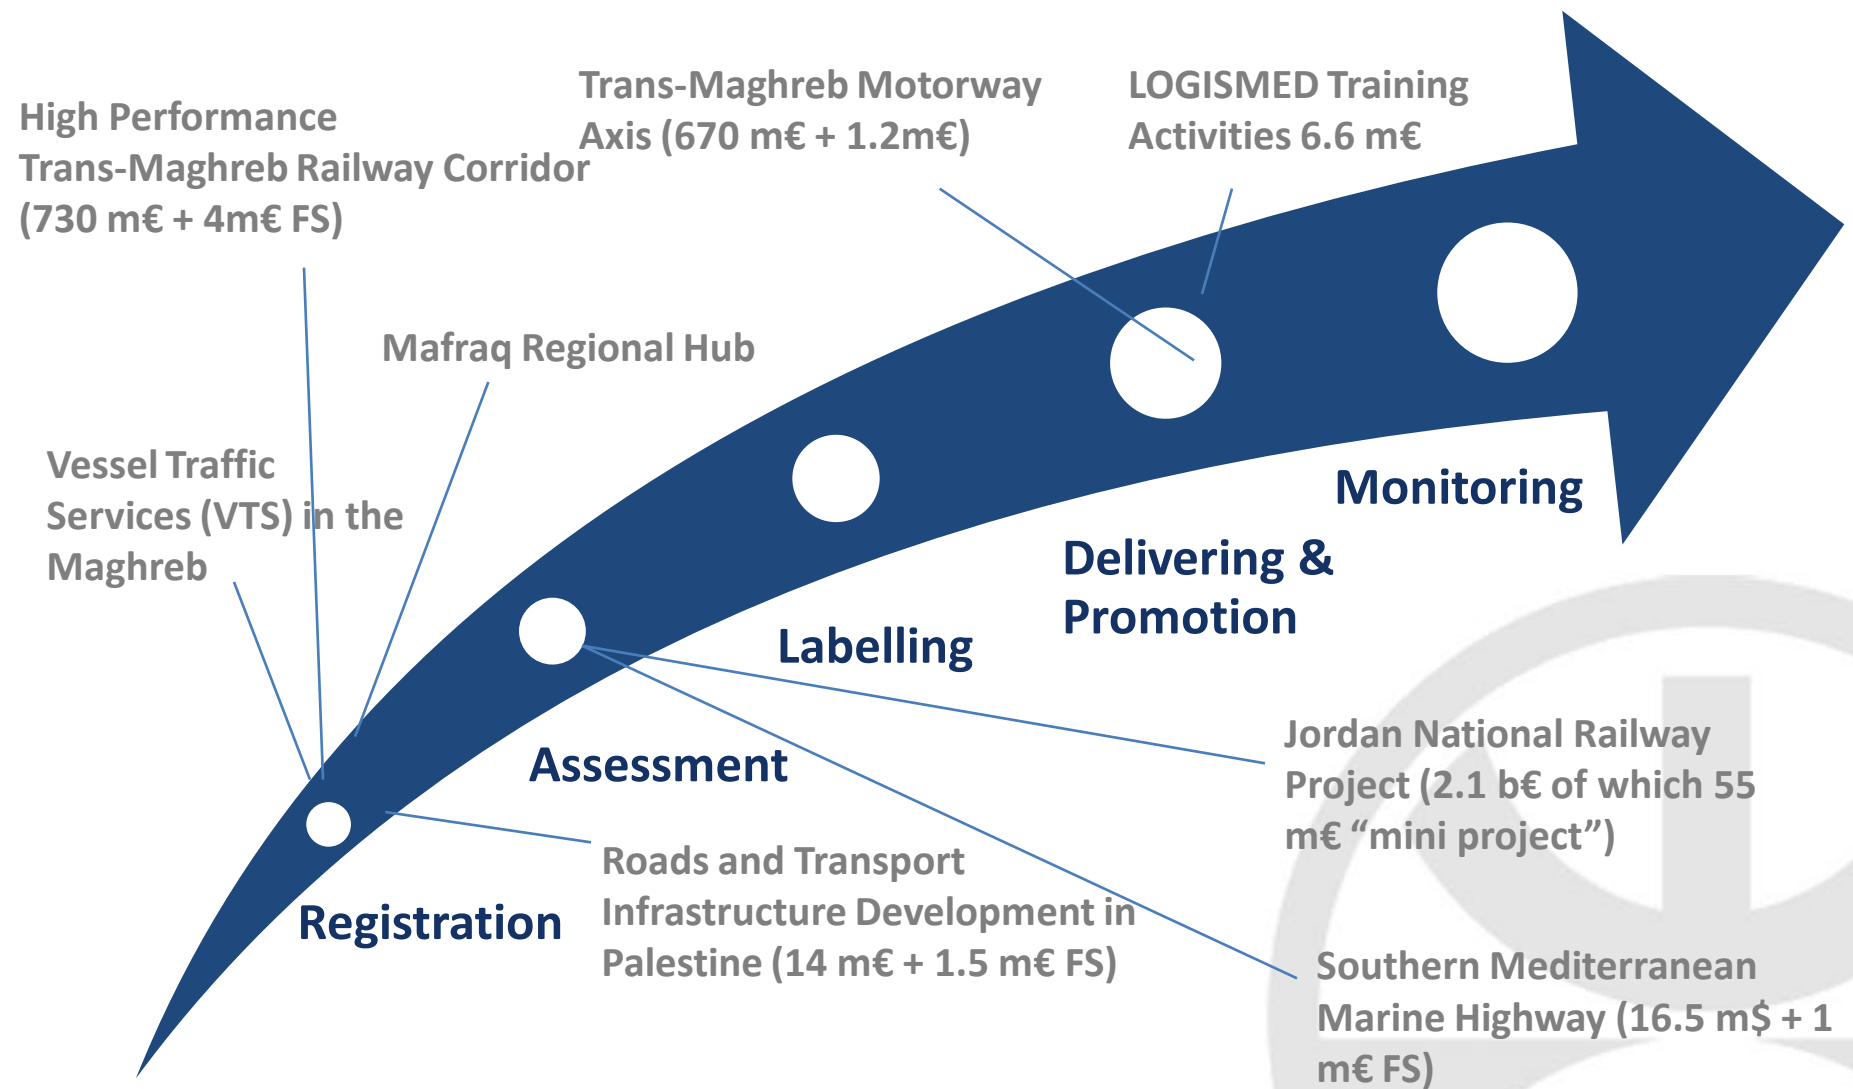 High Performance
Trans-Maghreb Railway Corridor
(730 m€ + 4m€ FS)
Trans-Maghreb Motorway
Axis (670 m€ + 1.2m€)
LOGISMED Training
Activities 6.6 m€
Mafraq Regional Hub
Vessel Traffic
Services (VTS) in the
Maghreb
Monitoring
Delivering &
Promotion
Labelling
Assessment
Registration
Jordan National Railway
Project (2.1 b€ of which 55
m€ “mini project”)
Roads and Transport
Infrastructure Development in
Palestine (14 m€ + 1.5 m€ FS)
Southern Mediterranean
Marine Highway (16.5 m$ + 1
m€ FS)